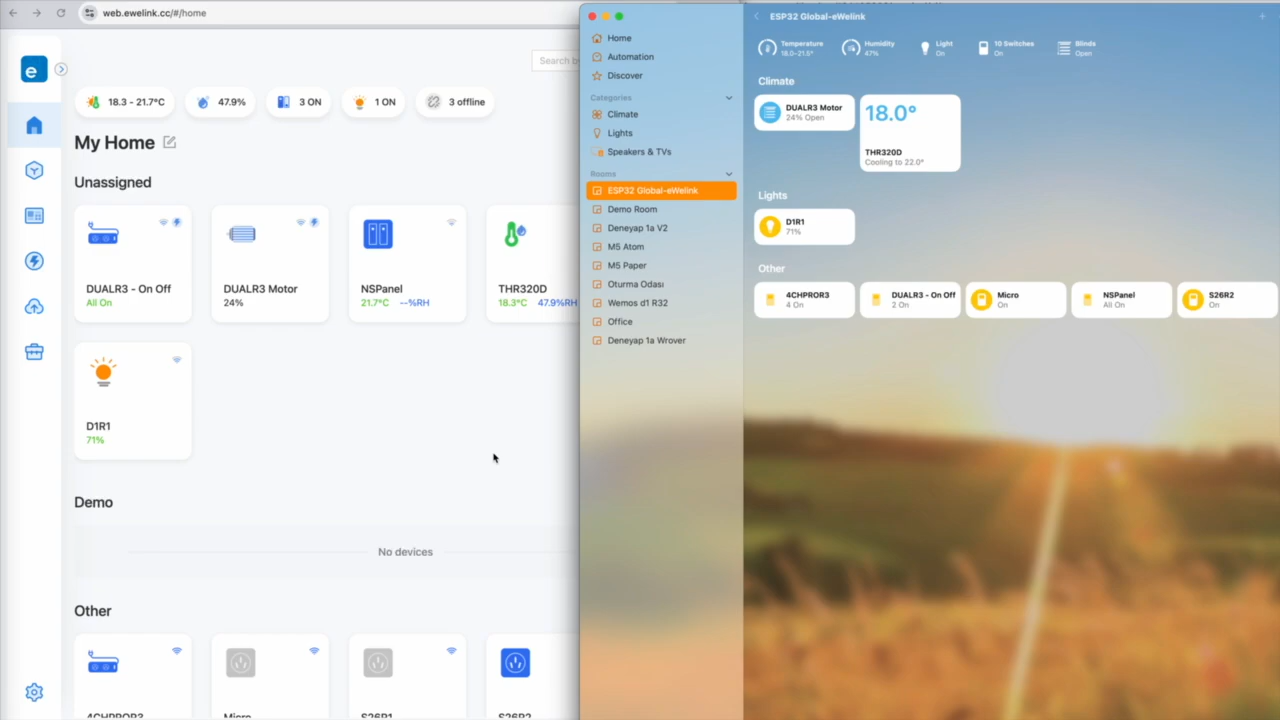 web.ewelink.cc/#/home
e
Search by
18.3 - 21.7°C
47.9%
3 ON
1 ON
3 offline
My Home
Unassigned
DUALR3 - On Off
All On
DUALR3 Motor
24%
NSPanel
21.7°C --%RH
THR320D
18.3°C 47.9%RH
D1R1
71%
Demo
No devices
Other
4CHPROR3
Micro
S26R1
S26R2
Home
Automation
Discover
Categories
Climate
Lights
Speakers & TVs
Rooms
ESP32 Global-eWelink
Demo Room
Deneyap 1a V2
M5 Atom
M5 Paper
Oturma Odası
Wemos d1 R32
Office
Deneyap 1a Wrover
ESP32 Global-eWelink
Temperature
18.0-21.5°
Humidity
47%
Light
On
10 Switches
On
Blinds
Open
Climate
DUALR3 Motor
24% Open
18.0°
THR320D
Cooling to 22.0°
Lights
D1R1
71%
Other
4CHPROR3
4 On
DUALR3 - On Off
2 On
Micro
On
NSPanel
All On
S26R2
On